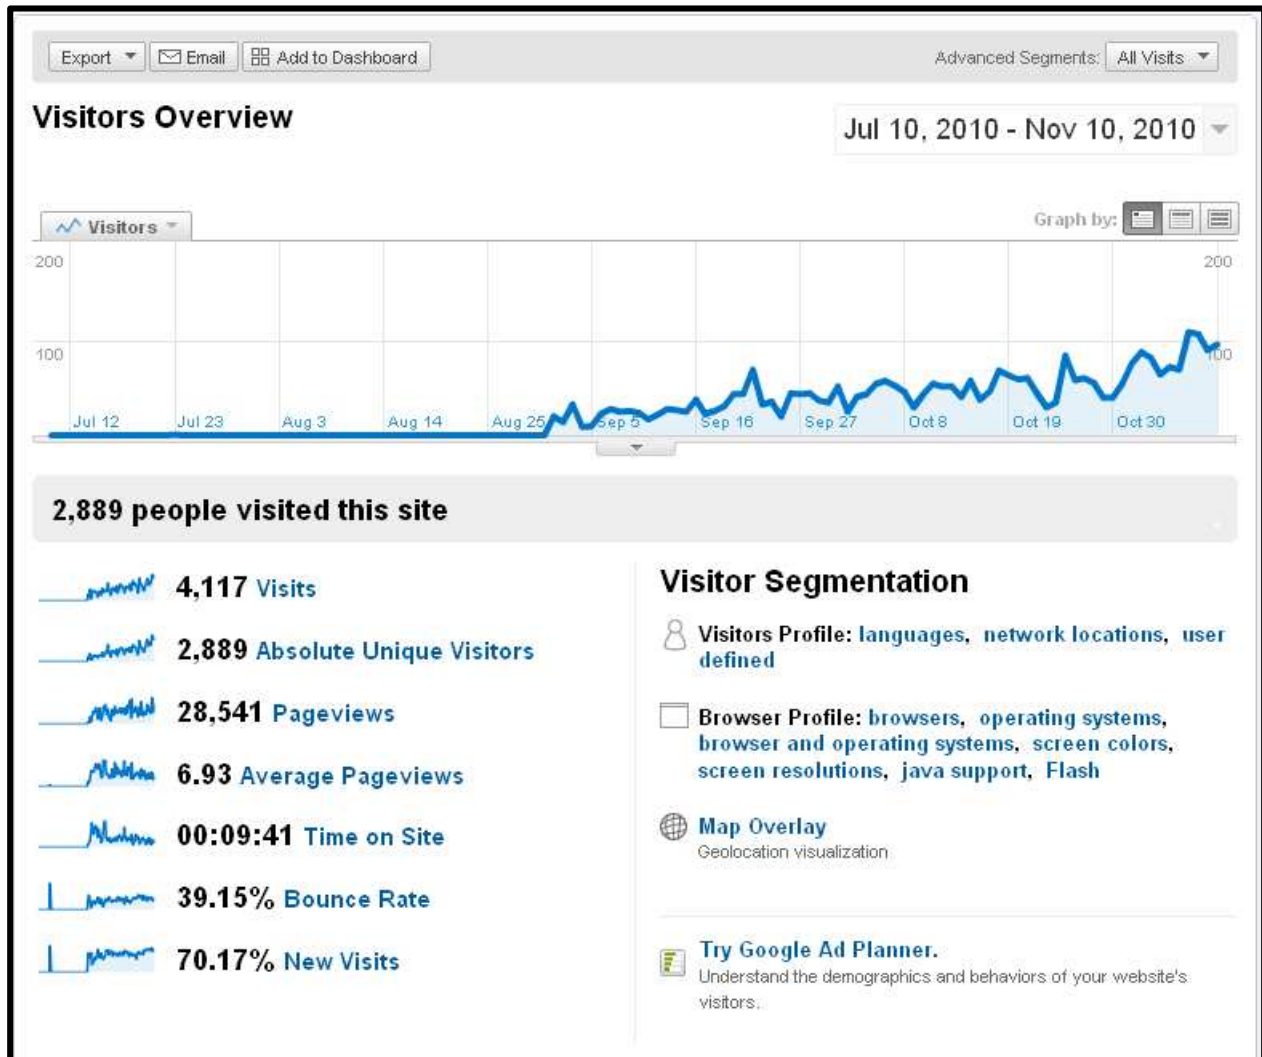 Export Email Add to Dashboard Advanced Segments: All Visits
Visitors Overview
Jul 10, 2010 - Nov 10, 2010
Visitors
Graph by:
200 200
100 100
Jul 12 Jul 23 Aug 3 Aug 14 Aug 25 Sep 5 Sep 16 Sep 27 Oct 8 Oct 19 Oct 30
2,889 people visited this site
4,117 Visits
2,889 Absolute Unique Visitors
28,541 Pageviews
6.93 Average Pageviews
00:09:41 Time on Site
39.15% Bounce Rate
70.17% New Visits
Visitor Segmentation
Visitors Profile: languages, network locations, user
defined
Browser Profile: browsers, operating systems,
browser and operating systems, screen colors,
screen resolutions, java support, Flash
Map Overlay
Geolocation visualization
Try Google Ad Planner.
Understand the demographics and behaviors of your website's
visitors.